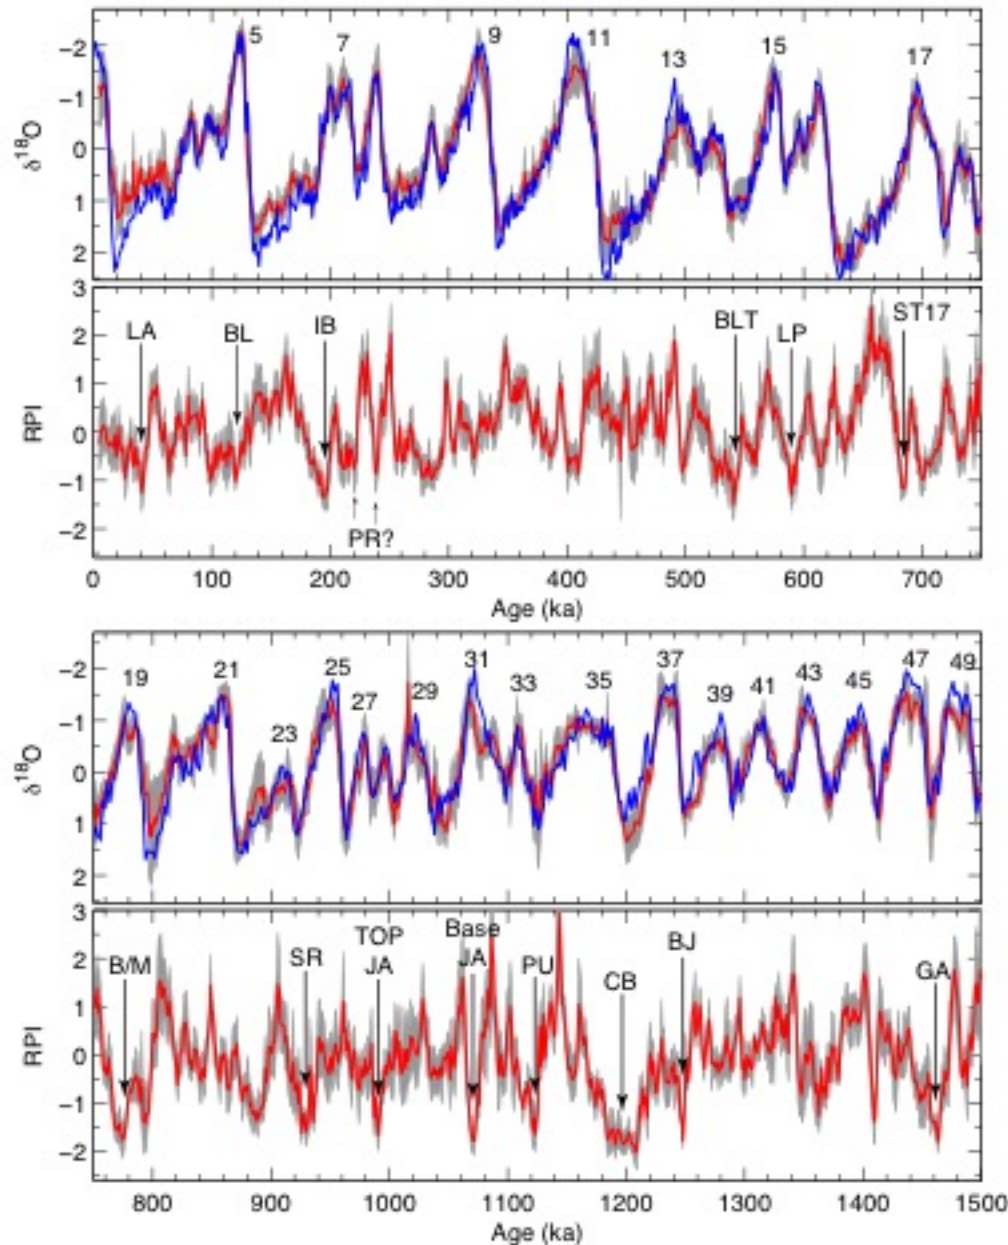 5 7 9 11 13 15 17
−2
−1
0
1
2
δ18O
3
2
1
0
−1
−2
RPI
LA BL IB BLT LP ST17
PR?
0 100 200 300 400 500 600 700
Age (ka)
19 21 23 25 27 29 31 33 35 37 39 41 43 45 47 49
−2
−1
0
1
2
δ18O
3
2
1
0
−1
−2
RPI
B/M SR TOP JA Base JA PU CB BJ GA
800 900 1000 1100 1200 1300 1400 1500
Age (ka)